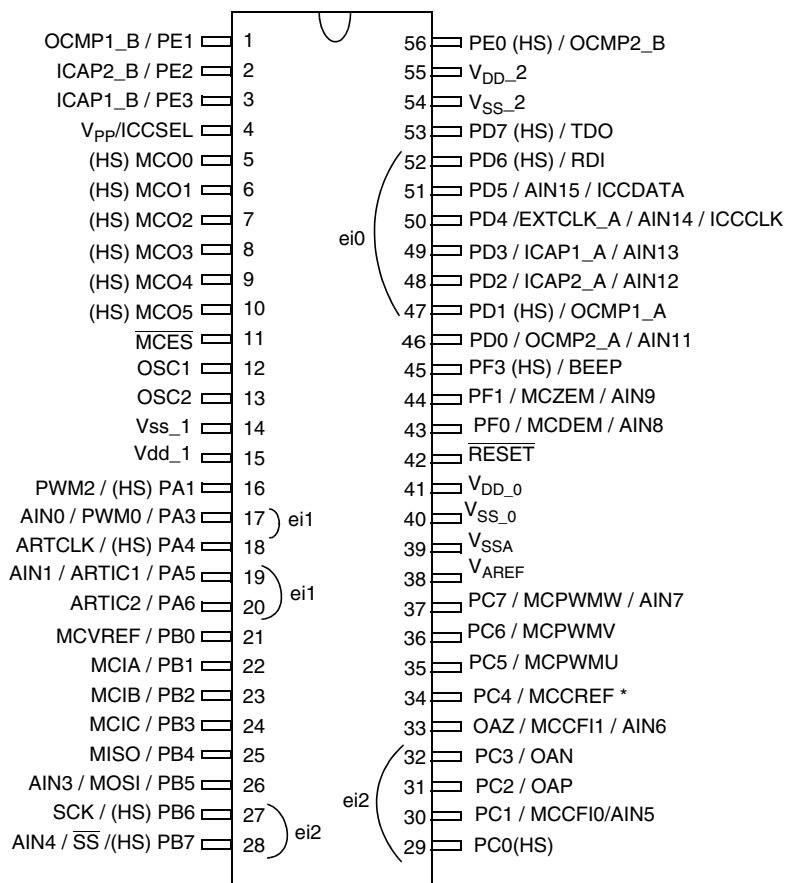 OCMP1_B / PE1 1
ICAP2_B / PE2 2
ICAP1_B / PE3 3
VPP/ICCSEL 4
(HS) MCO0 5
(HS) MCO1 6
(HS) MCO2 7
(HS) MCO3 8
(HS) MCO4 9
(HS) MCO5 10
MCES 11
OSC1 12
OSC2 13
Vss_1 14
Vdd_1 15
PWM2 / (HS) PA1 16
AIN0 / PWM0 / PA3 17
ei1
ARTCLK / (HS) PA4 18
AIN1 / ARTIC1 / PA5 19
ei1
ARTIC2 / PA6 20
MCVREF / PB0 21
MCIA / PB1 22
MCIB / PB2 23
MCIC / PB3 24
MISO / PB4 25
AIN3 / MOSI / PB5 26
SCK / (HS) PB6 27
ei2
AIN4 / SS /(HS) PB7 28
56 PE0 (HS) / OCMP2_B
55 VDD_2
54 VSS_2
53 PD7 (HS) / TDO
52 PD6 (HS) / RDI
51 PD5 / AIN15 / ICCDATA
50 PD4 /EXTCLK_A / AIN14 / ICCCLK
ei0
49 PD3 / ICAP1_A / AIN13
48 PD2 / ICAP2_A / AIN12
47 PD1 (HS) / OCMP1_A
46 PD0 / OCMP2_A / AIN11
45 PF3 (HS) / BEEP
44 PF1 / MCZEM / AIN9
43 PF0 / MCDEM / AIN8
42 RESET
41 VDD_0
40 VSS_0
39 VSSA
38 VAREF
37 PC7 / MCPWMW / AIN7
36 PC6 / MCPWMV
35 PC5 / MCPWMU
34 PC4 / MCCREF *
33 OAZ / MCCFI1 / AIN6
32 PC3 / OAN
31 PC2 / OAP
ei2
30 PC1 / MCCFI0/AIN5
29 PC0(HS)